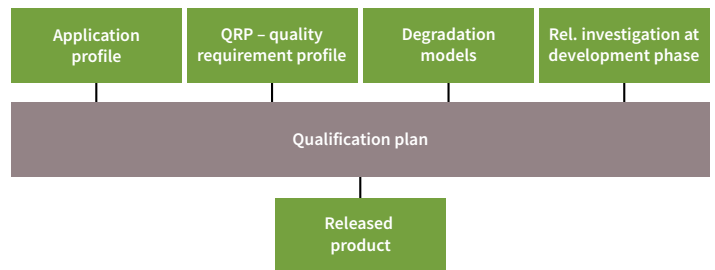 Application
profile
QRP – quality
requirement profile
Degradation
models
Rel. investigation at
development phase
Qualification plan
Released
product